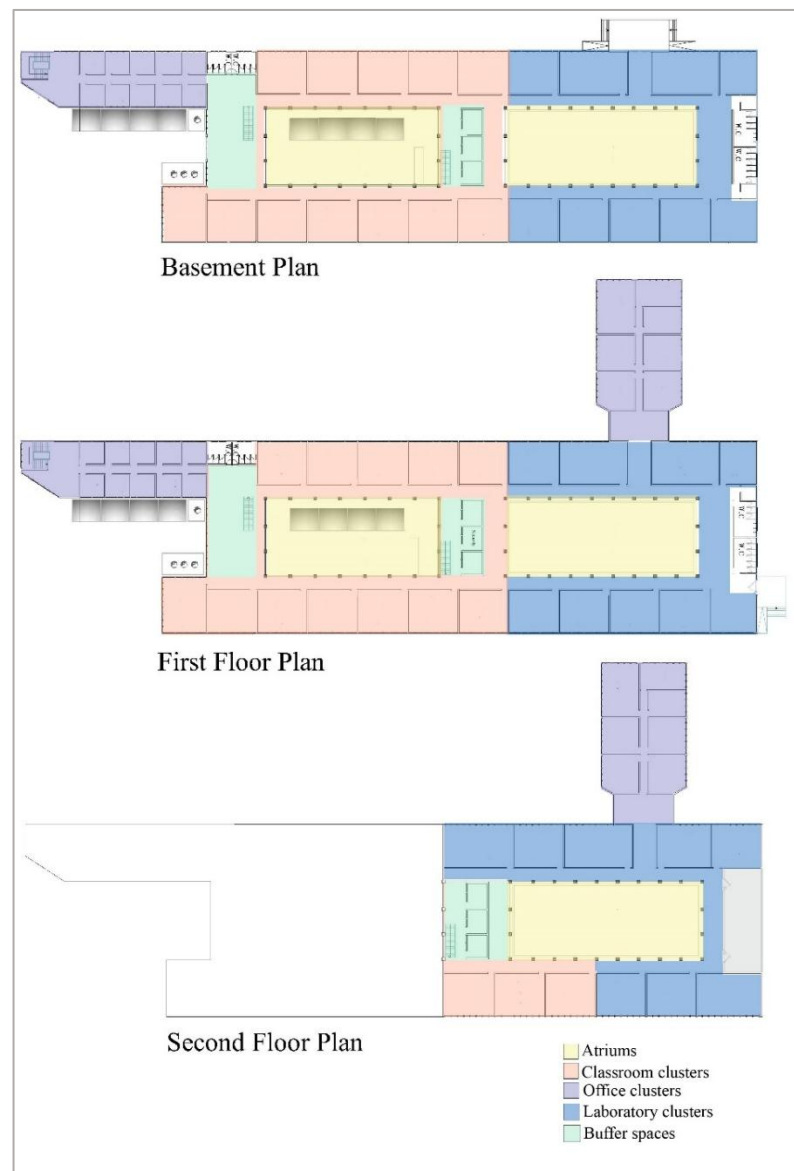 W.C
W.C
Basement Plan
W.C
W.C
First Floor Plan
Second Floor Plan
Atriums
Classroom clusters
Office clusters
Laboratory clusters
Buffer spaces